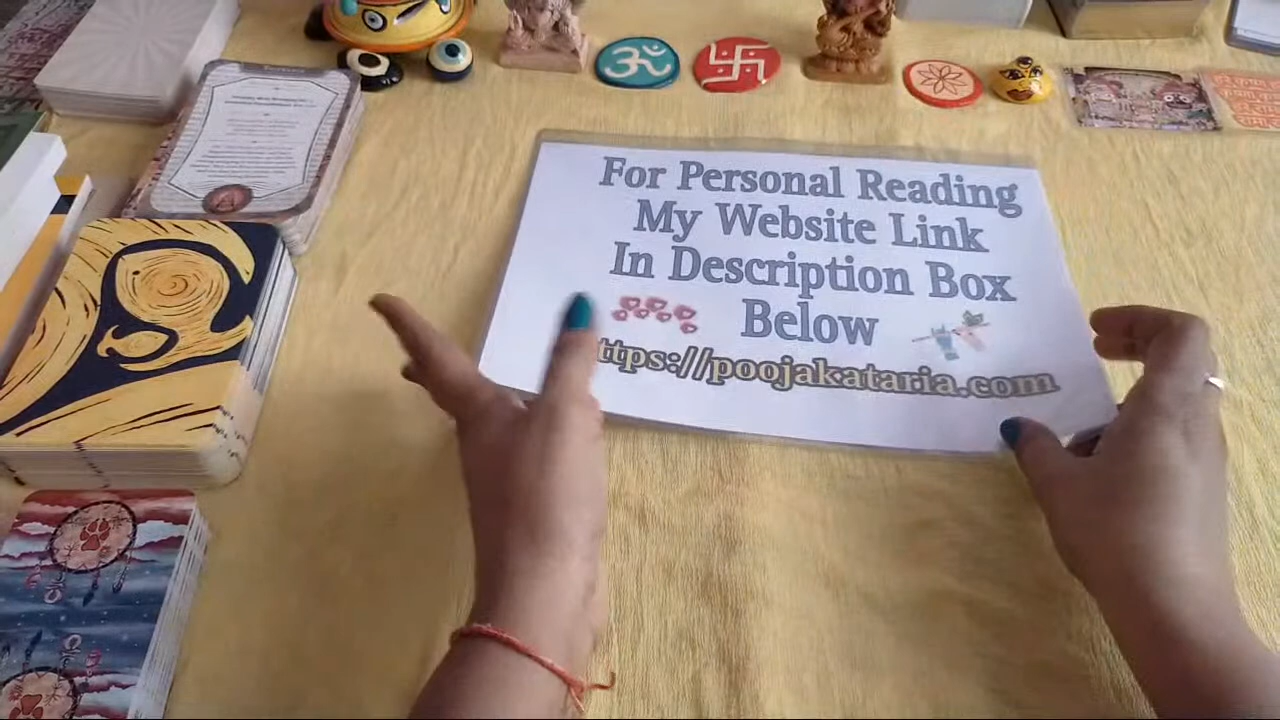 ॐ
For Personal Reading
My Website Link
In Description Box
Below
ttps://poojakataria.com